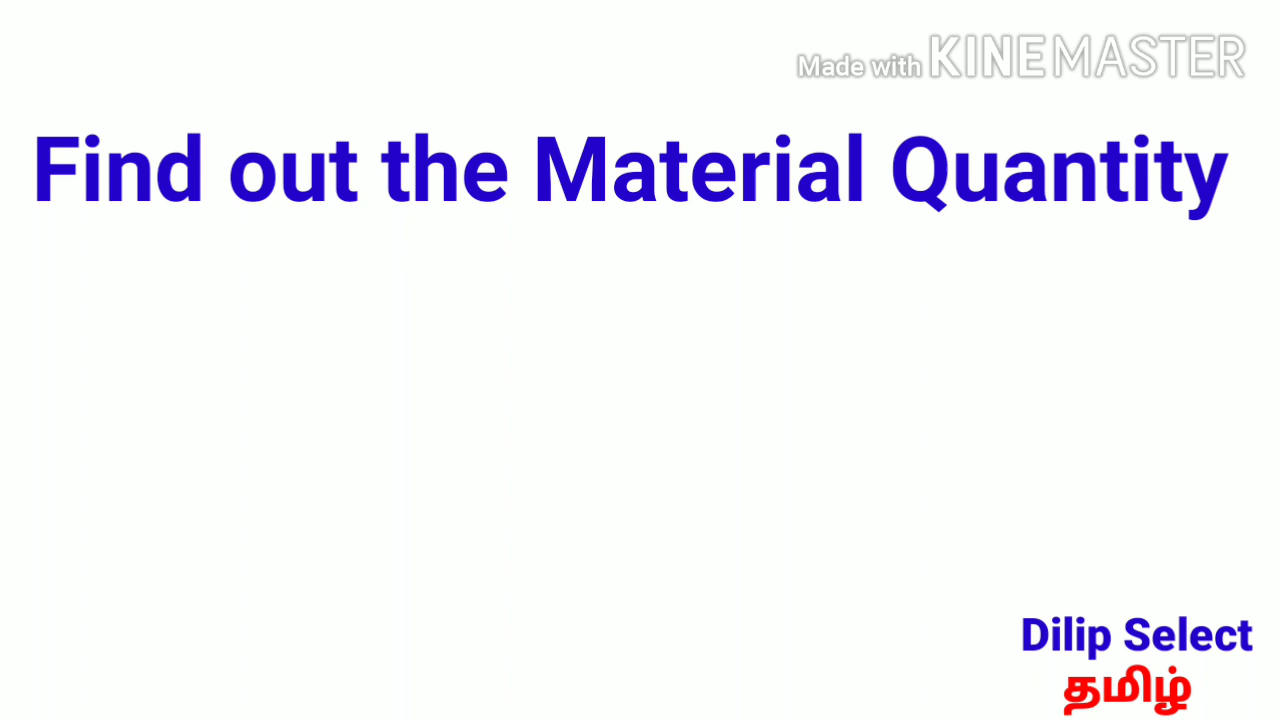 Made with KINEMASTER
Find out the Material Quantity
Dilip Select
தமிழ்